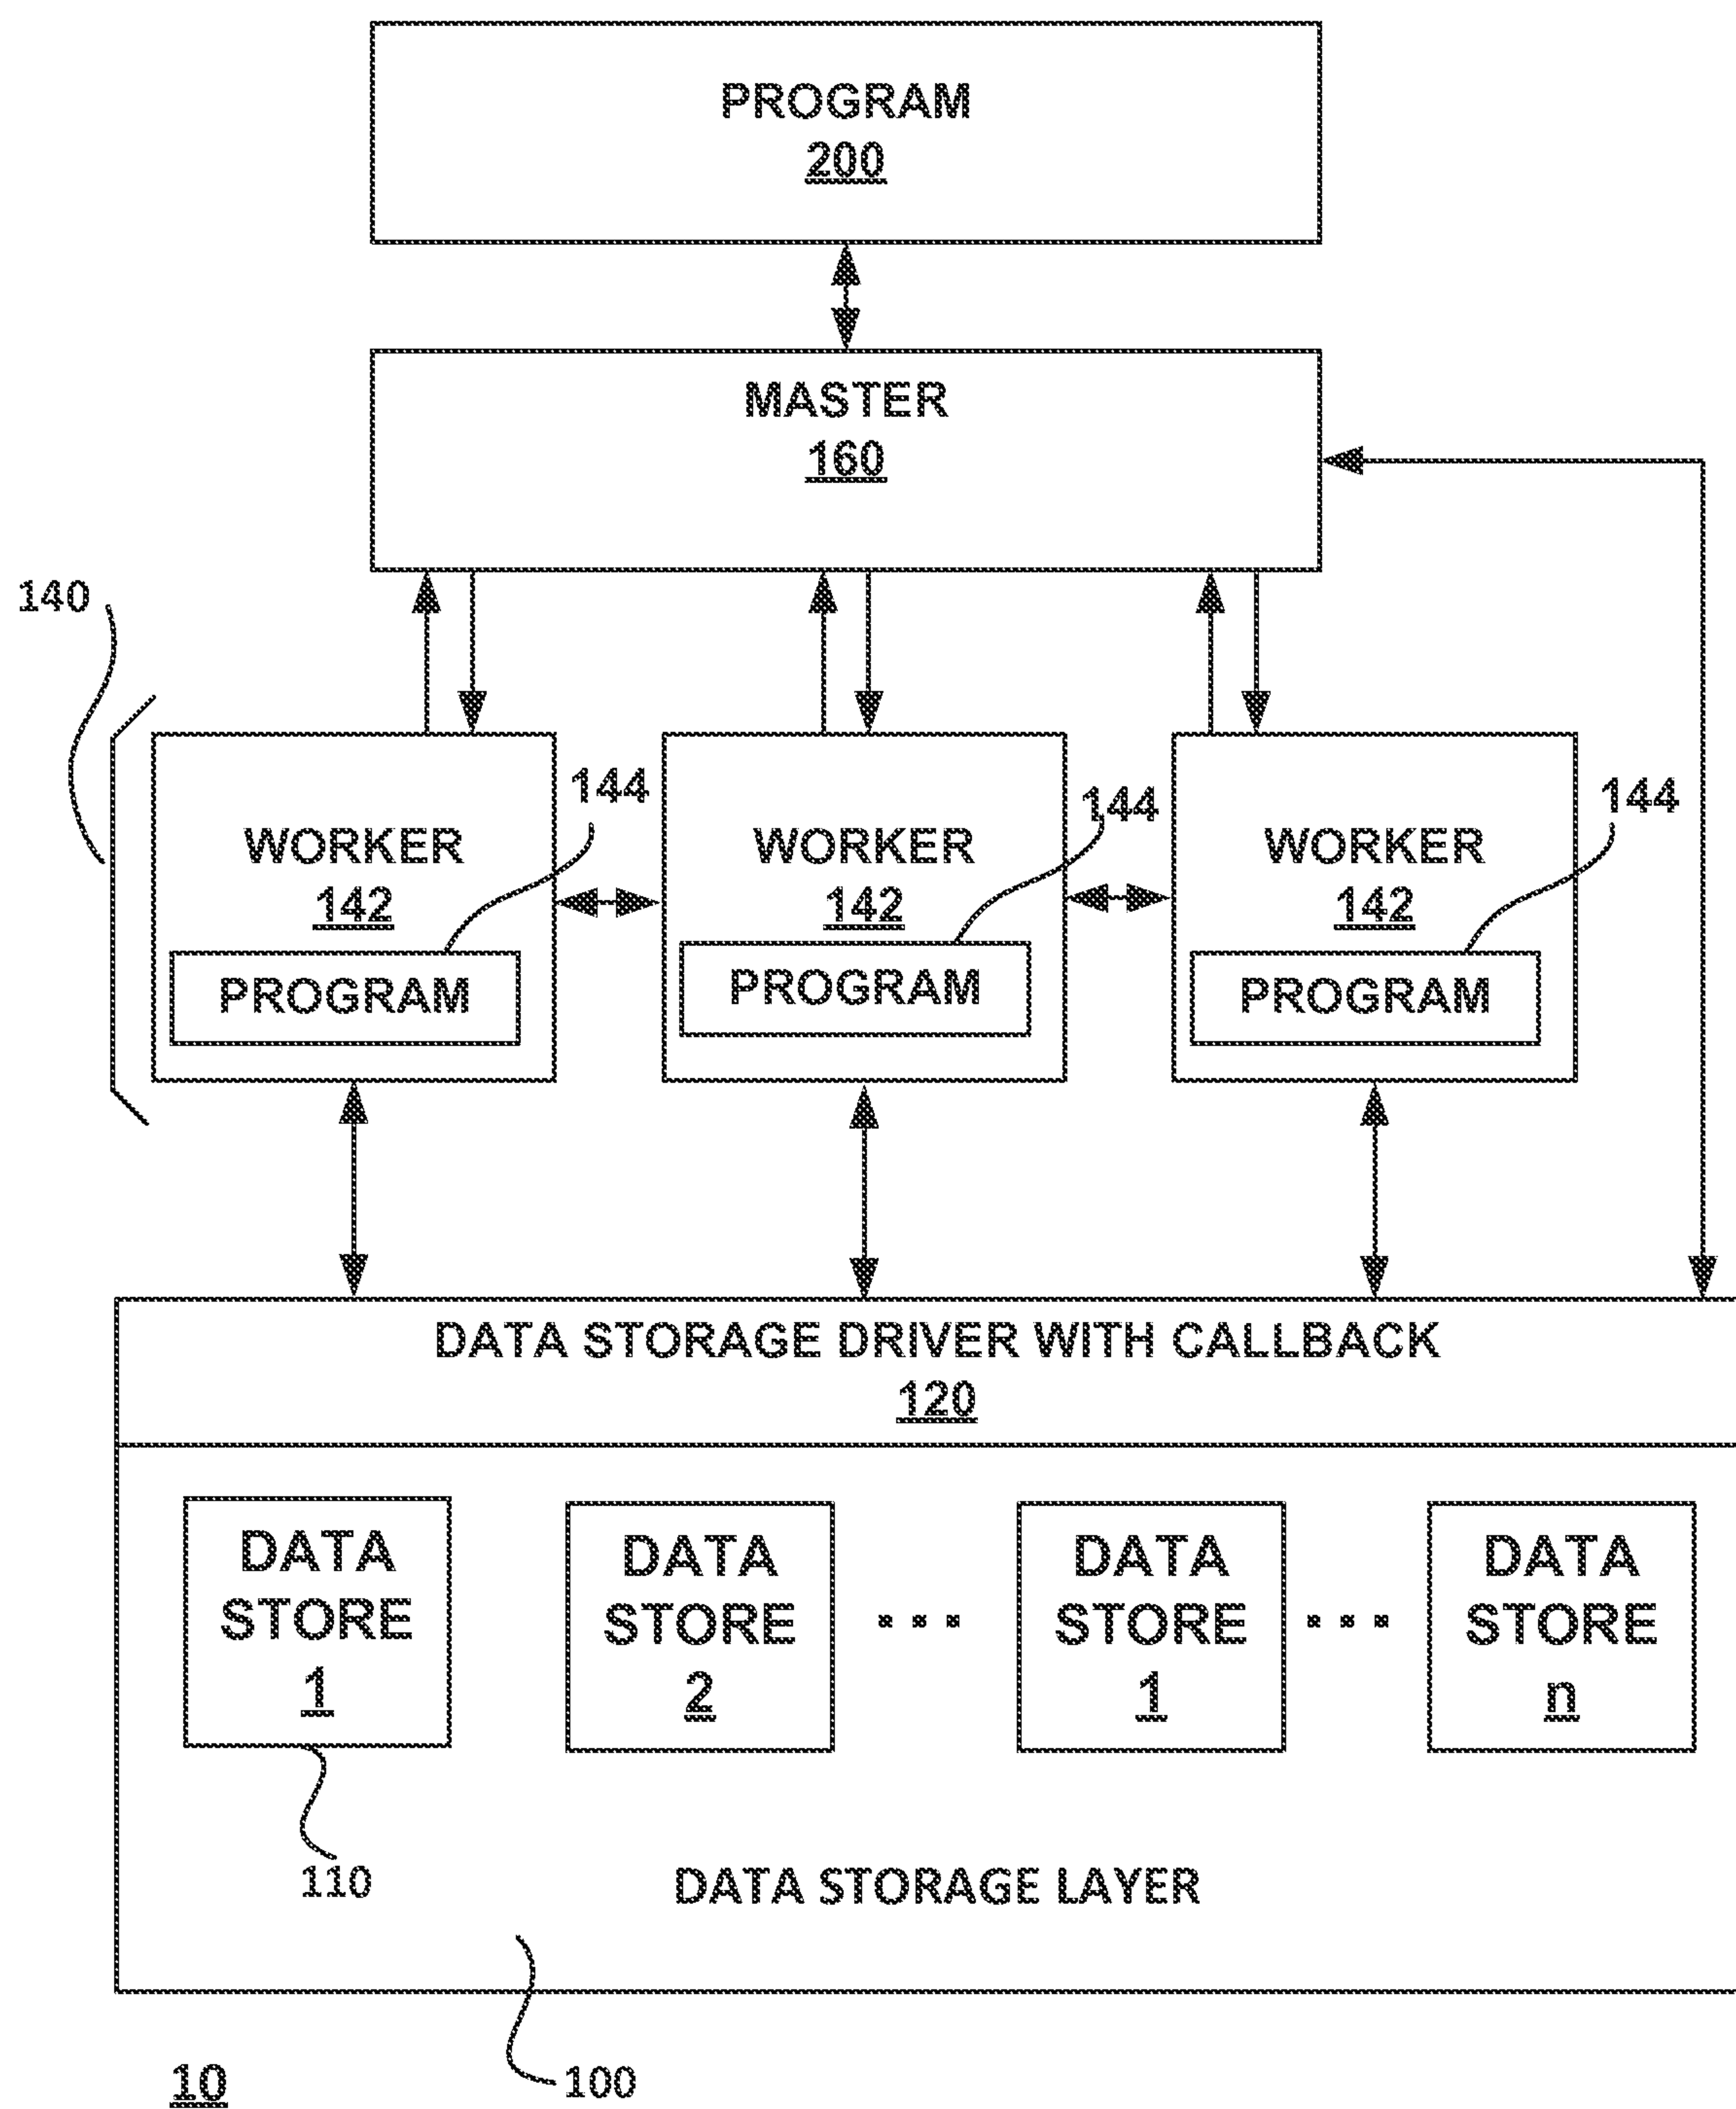 PROGRAM
200
MASTER
160
140
144
144
144
WORKER
142
WORKER
142
WORKER
142
PROGRAM
PROGRAM
PROGRAM
DATA STORAGE DRIVER WITH CALLBACK
120
DATA
STORE
1
DATA
STORE
2
...
DATA
STORE
1
...
DATA
STORE
n
110
DATA STORAGE LAYER
100
10